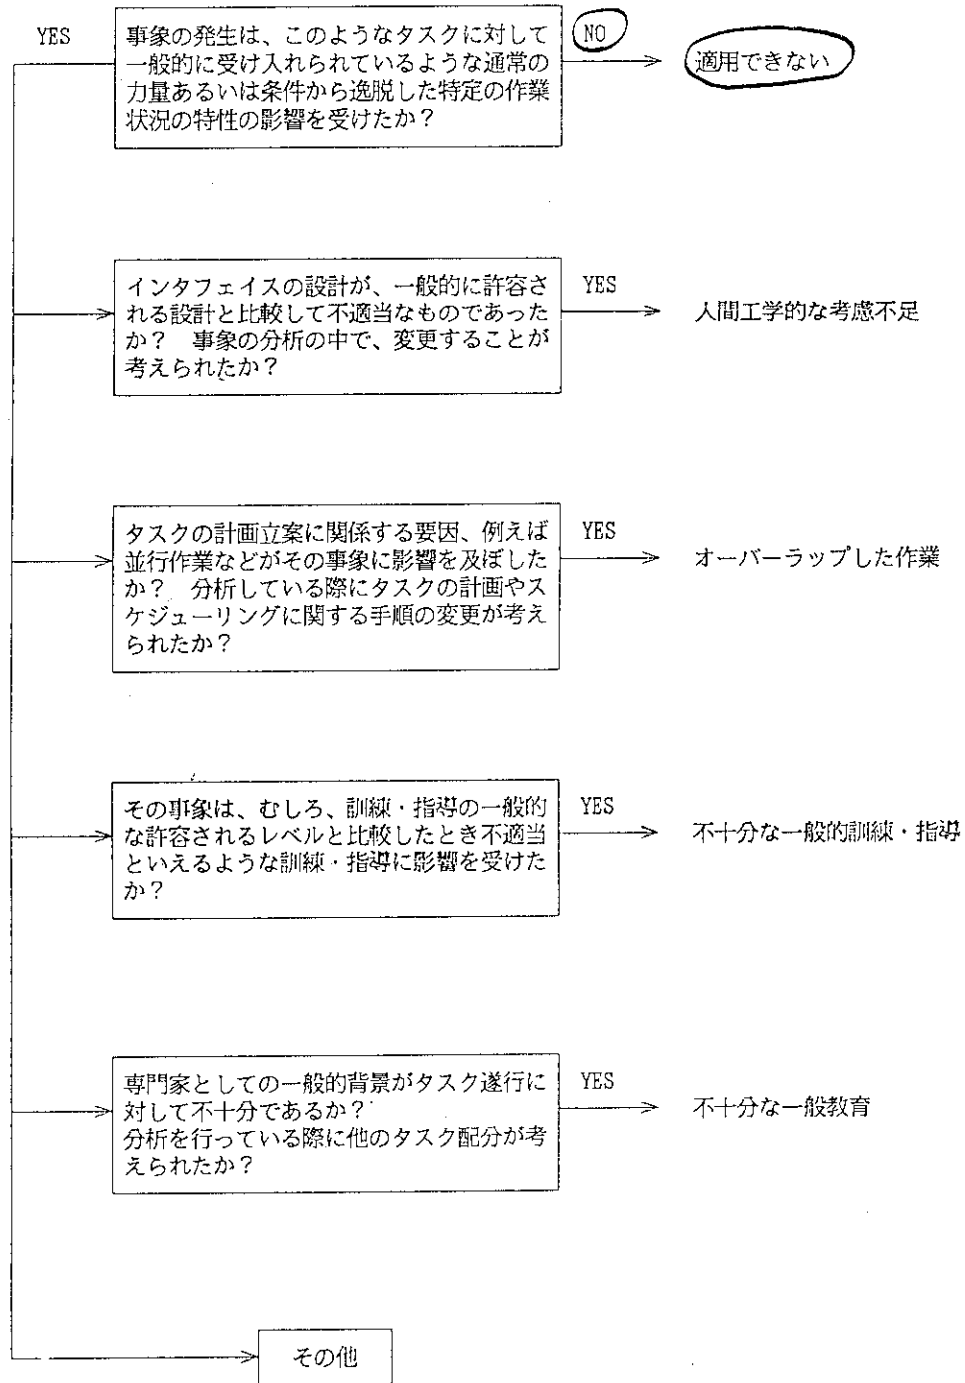 YES
事象の発生は、このようなタスクに対して
一般的に受け入れられているような通常の
力量あるいは条件から逸脱した特定の作業
状況の特性の影響を受けたか?
NO
適用できない
インタフェイスの設計が、一般的に許容さ
れる設計と比較して不適当なものであった
か? 事象の分析の中で、変更することが
考えられたか?
YES
人間工学的な考慮不足
タスクの計画立案に関係する要因、例えば
並行作業などがその事象に影響を及ぼした
か? 分析している際にタスクの計画やス
ケジューリングに関する手順の変更が考え
られたか?
YES
オーバーラップした作業
その事象は、むしろ、訓練・指導の一般的
な許容されるレベルと比較したとき不適当
といえるような訓練・指導に影響を受けた
か?
YES
不十分な一般的訓練・指導
専門家としての一般的背景がタスク遂行に
対して不十分であるか?
分析を行っている際に他のタスク配分が考
えられたか?
YES
不十分な一般教育
その他